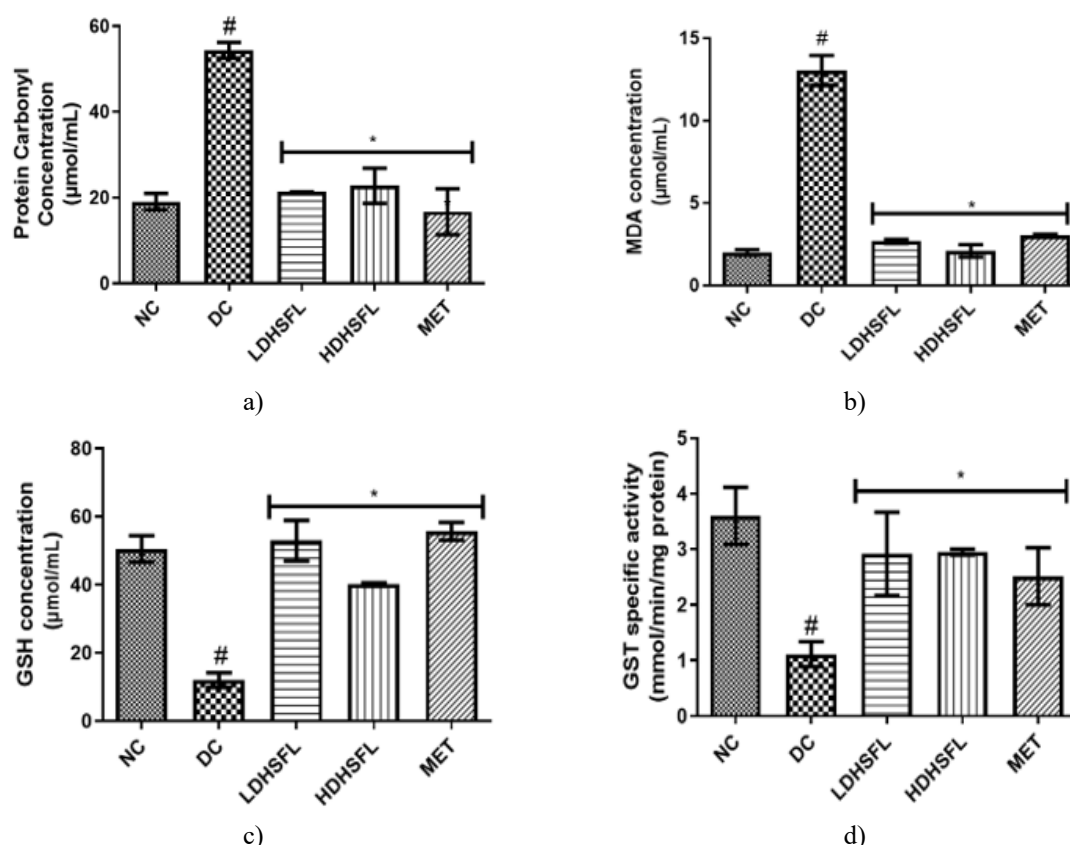 Protein Carbonyl
Concentration
(μmol/mL)
60
40
20
0
#
*
*
NC
DC
LDHSFL
HDHSFL
MET
a)
MDA concentration
(μmol/mL)
15
10
5
0
#
*
NC
DC
LDHSFL
HDHSFL
MET
b)
GSH concentration
(μmol/mL)
80
60
40
20
0
#
*
NC
DC
LDHSFL
HDHSFL
MET
c)
GST specific activity
(mmol/min/mg protein)
5
4
3
2
1
0
#
*
NC
DC
LDHSFL
HDHSFL
MET
d)